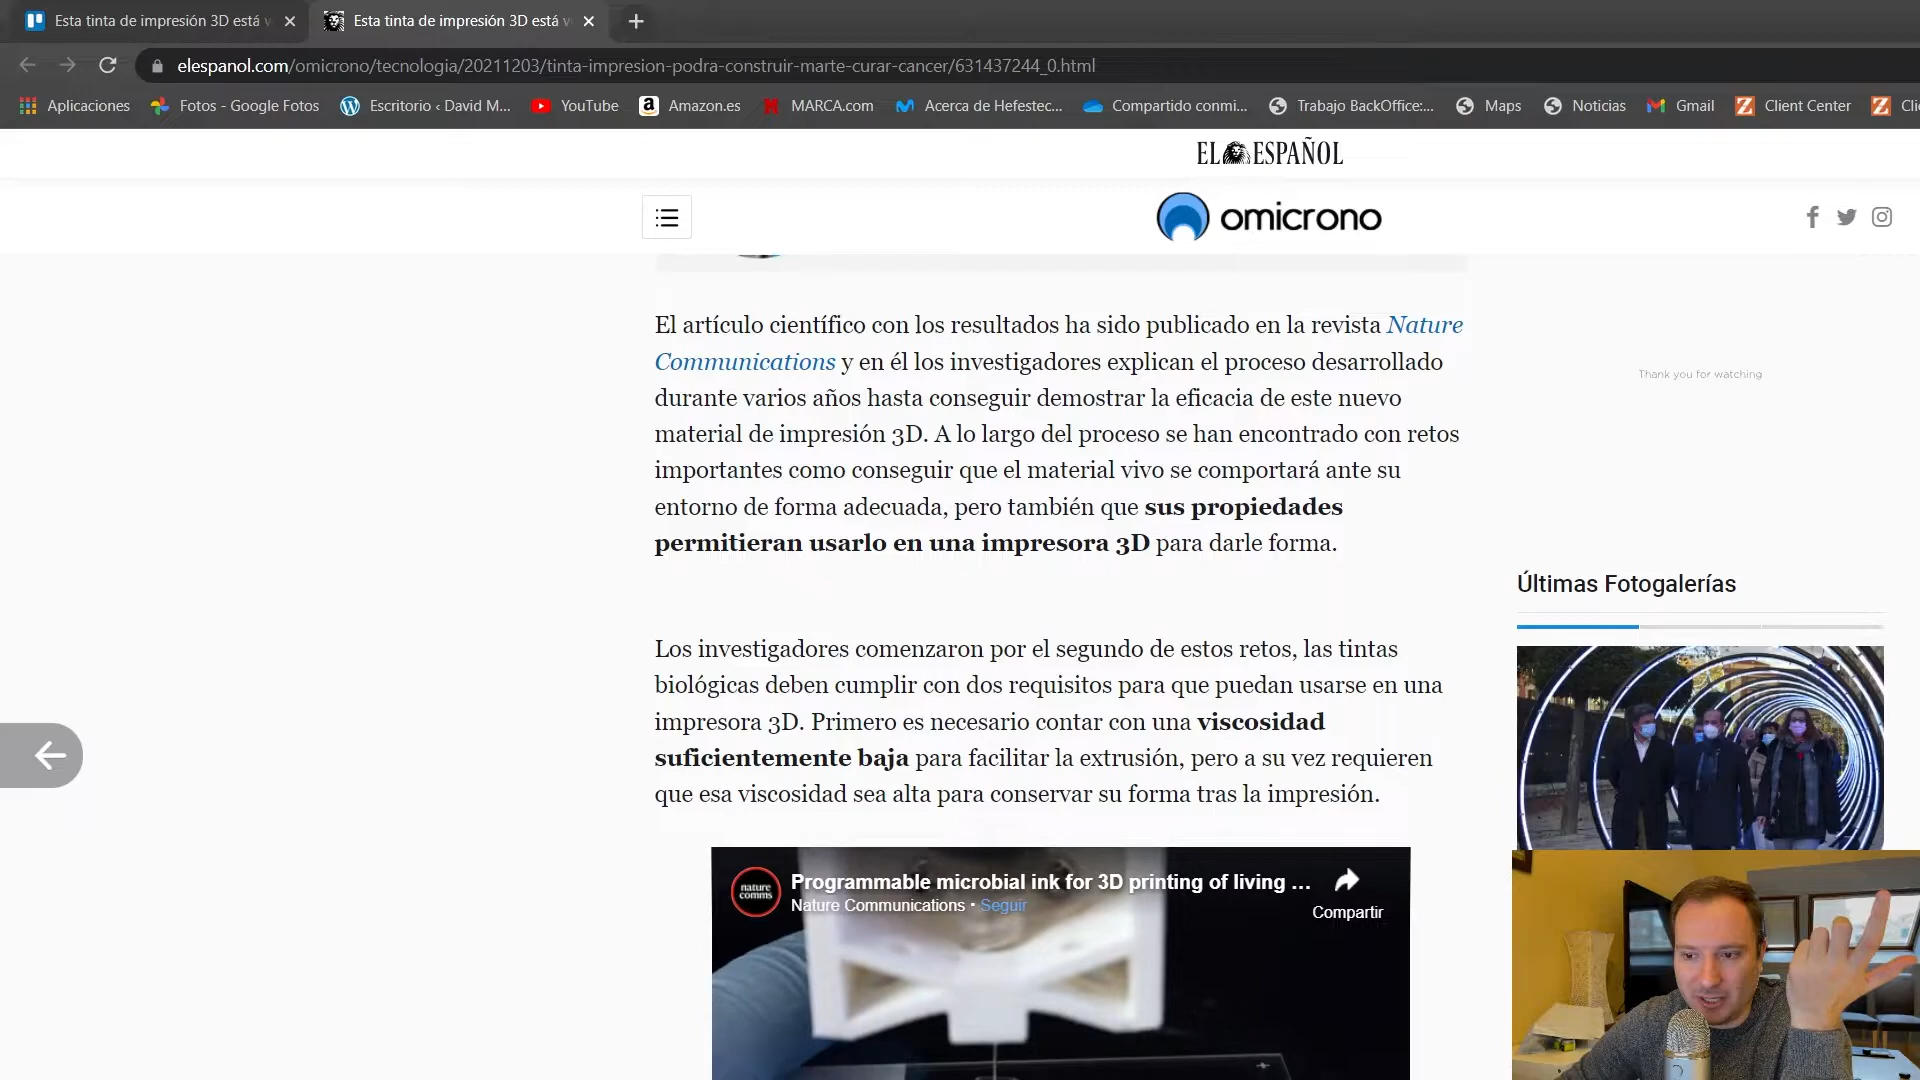 Esta tinta de impresión 3D está v
Esta tinta de impresión 3D está v
elespanol.com/omicrono/tecnologia/20211203/tinta-impresion-podra-construir-marte-curar-cancer/631437244_0.html
Aplicaciones
Fotos - Google Fotos
Escritorio ‹ David M...
YouTube
Amazon.es
MARCA.com
Acerca de Hefestec...
Compartido conmi...
Trabajo BackOffice:...
Maps
Noticias
Gmail
Client Center
Clie
EL ESPAÑOL
omicrono
El artículo científico con los resultados ha sido publicado en la revista Nature
Communications y en él los investigadores explican el proceso desarrollado
durante varios años hasta conseguir demostrar la eficacia de este nuevo
material de impresión 3D. A lo largo del proceso se han encontrado con retos
importantes como conseguir que el material vivo se comportará ante su
entorno de forma adecuada, pero también que sus propiedades
permitieran usarlo en una impresora 3D para darle forma.
Los investigadores comenzaron por el segundo de estos retos, las tintas
biológicas deben cumplir con dos requisitos para que puedan usarse en una
impresora 3D. Primero es necesario contar con una viscosidad
suficientemente baja para facilitar la extrusión, pero a su vez requieren
que esa viscosidad sea alta para conservar su forma tras la impresión.
Thank you for watching
Últimas Fotogalerías
nature
comms
Programmable microbial ink for 3D printing of living ...
Nature Communications • Seguir
Compartir